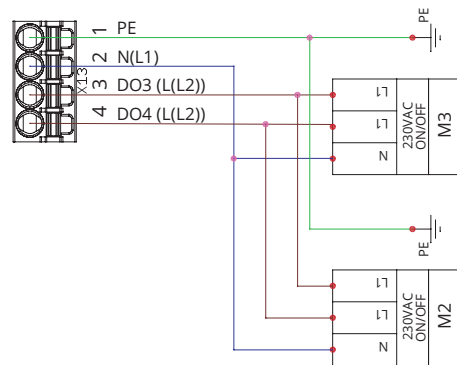 1 PE
2 N(L1)
3 DO3 (L(L2))
4 DO4 (L(L2))
X13
PE
L1
L1
N
230VAC
ON/OFF
M3
PE
L1
L1
N
230VAC
ON/OFF
M2